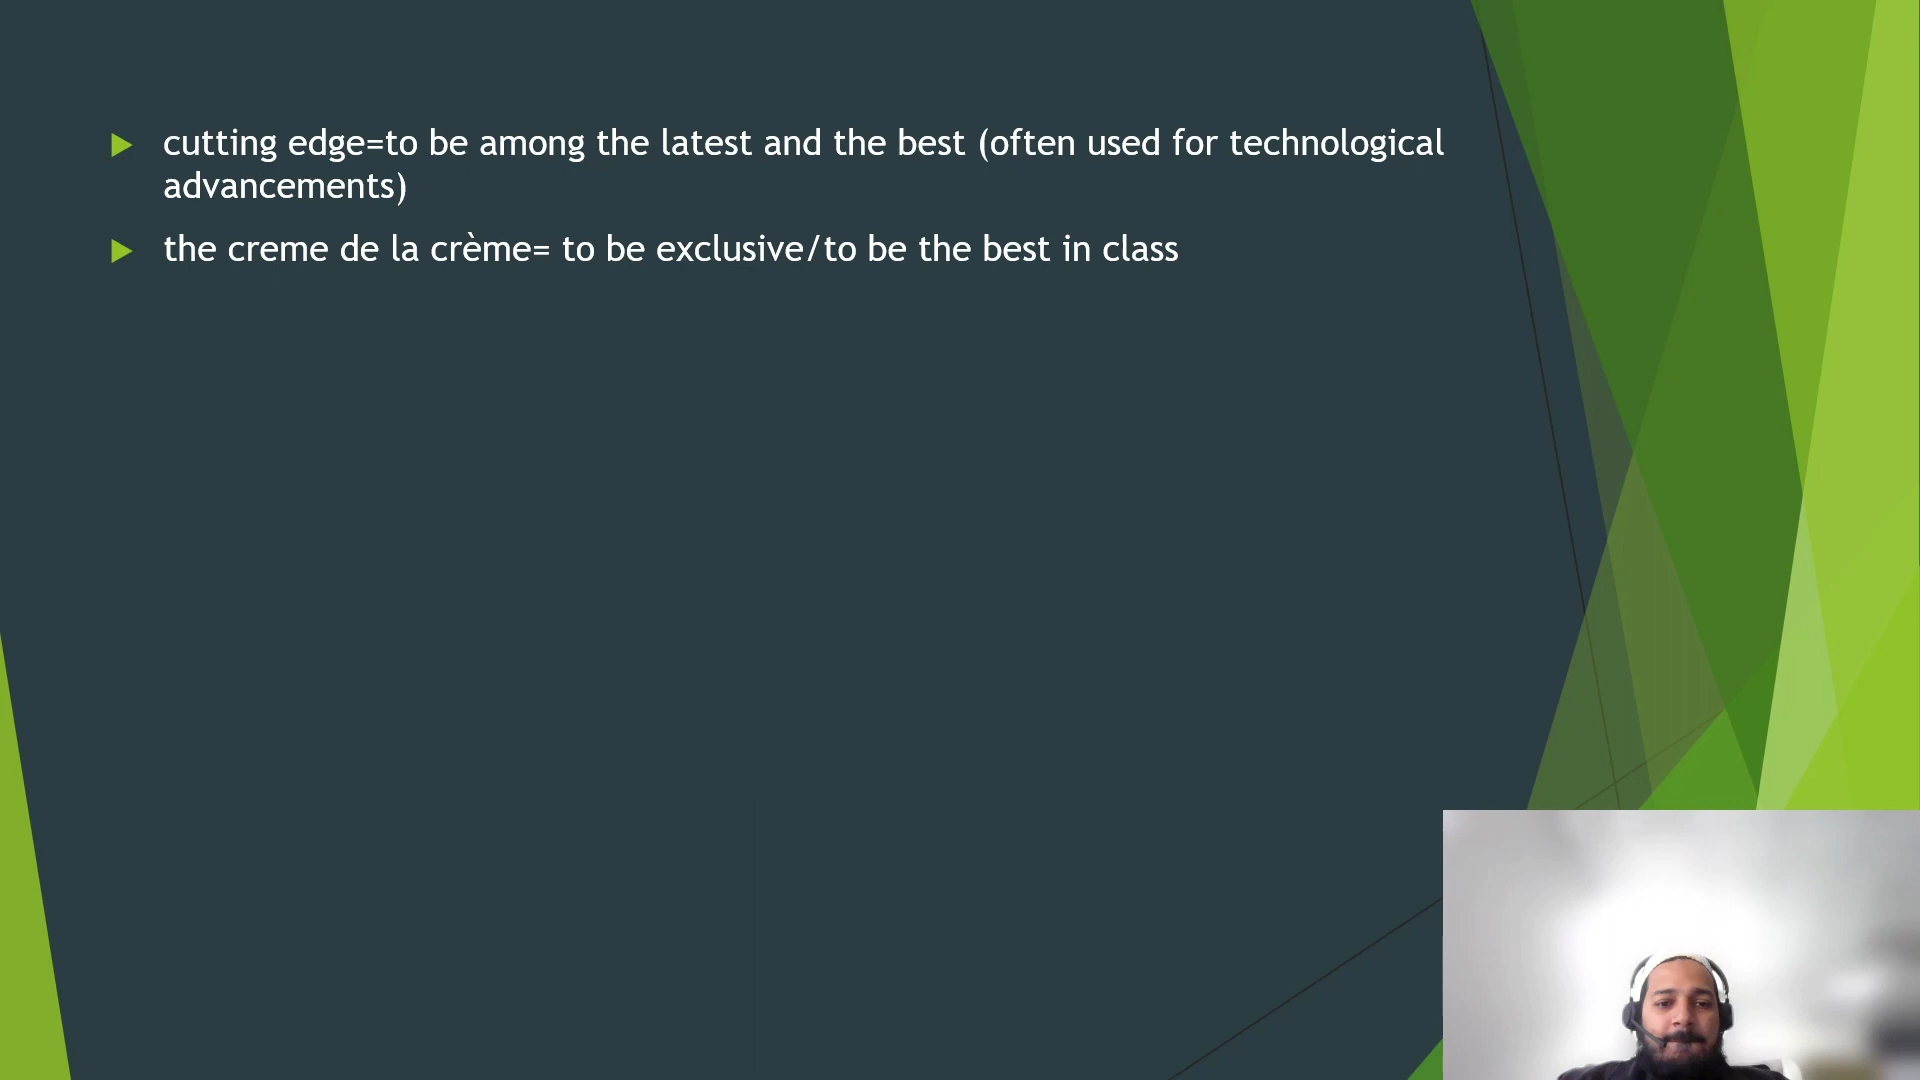 cutting edge=to be among the latest and the best (often used for technological
advancements)
the creme de la crème= to be exclusive/to be the best in class